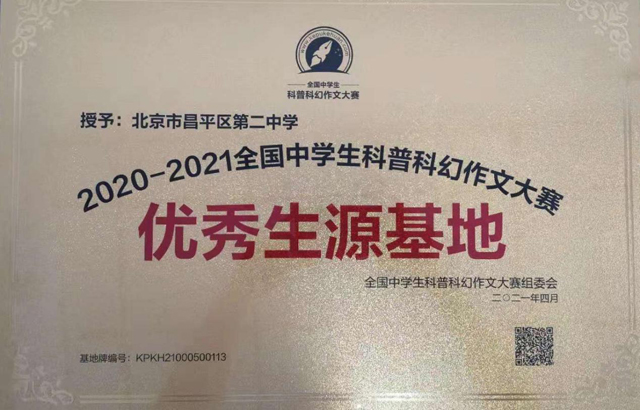 全国中学生
科普科幻作文大赛
授予：北京市昌平区第二中学
2020-2021全国中学生科普科幻作文大赛
优秀生源基地
全国中学生科普科幻作文大赛组委会
二〇二一年四月
基地牌编号：KPKH21000500113